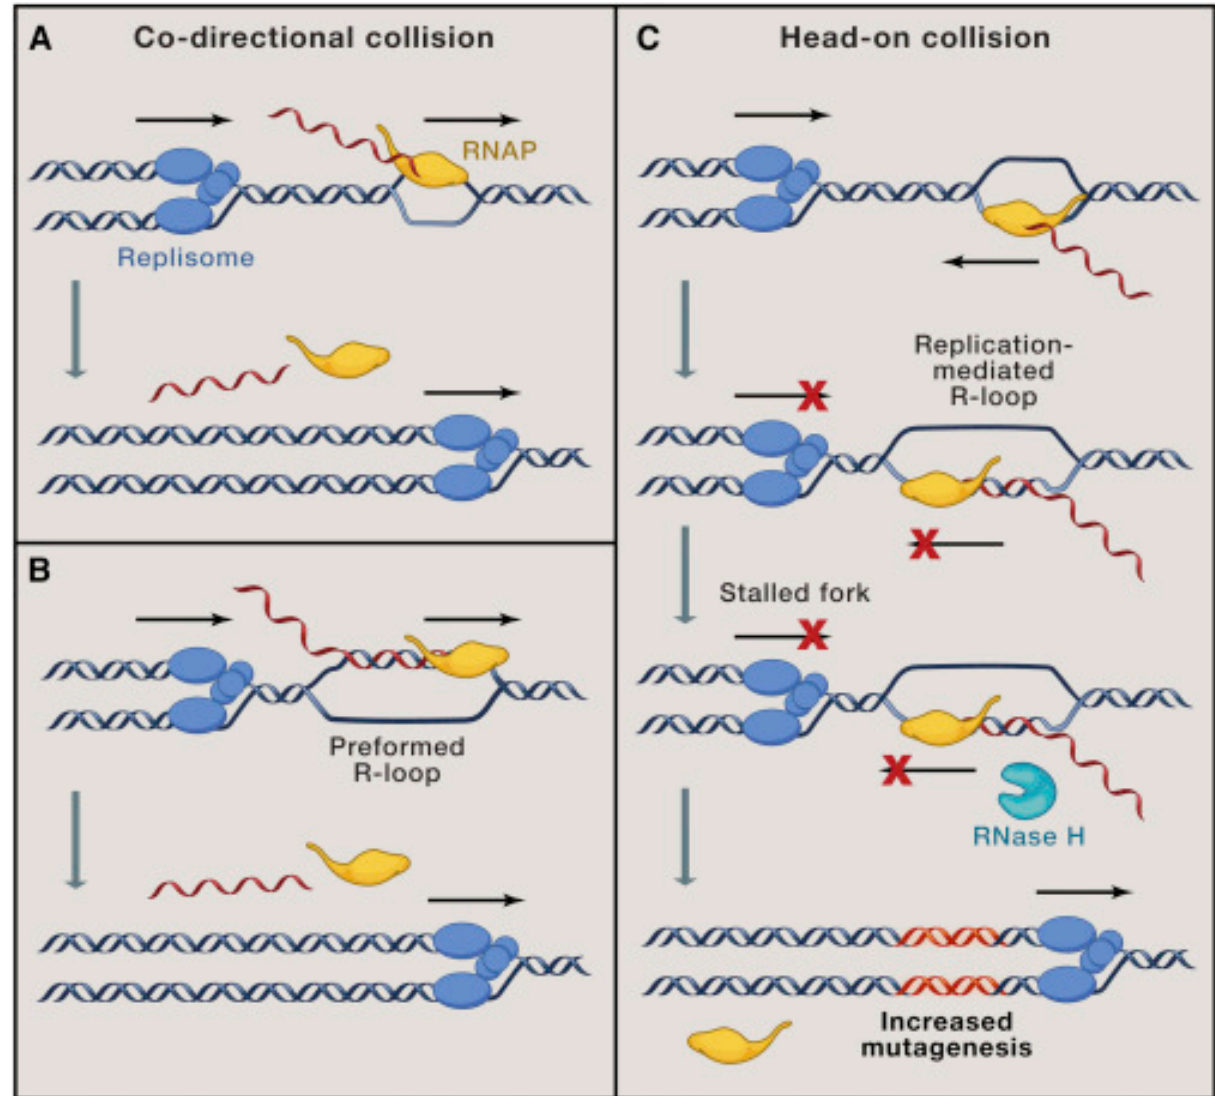 A
Co-directional collision
RNAP
Replisome
B
Preformed
R-loop
C
Head-on collision
Replication-
mediated
R-loop
X
X
Stalled fork
X
X
RNase H
Increased
mutagenesis